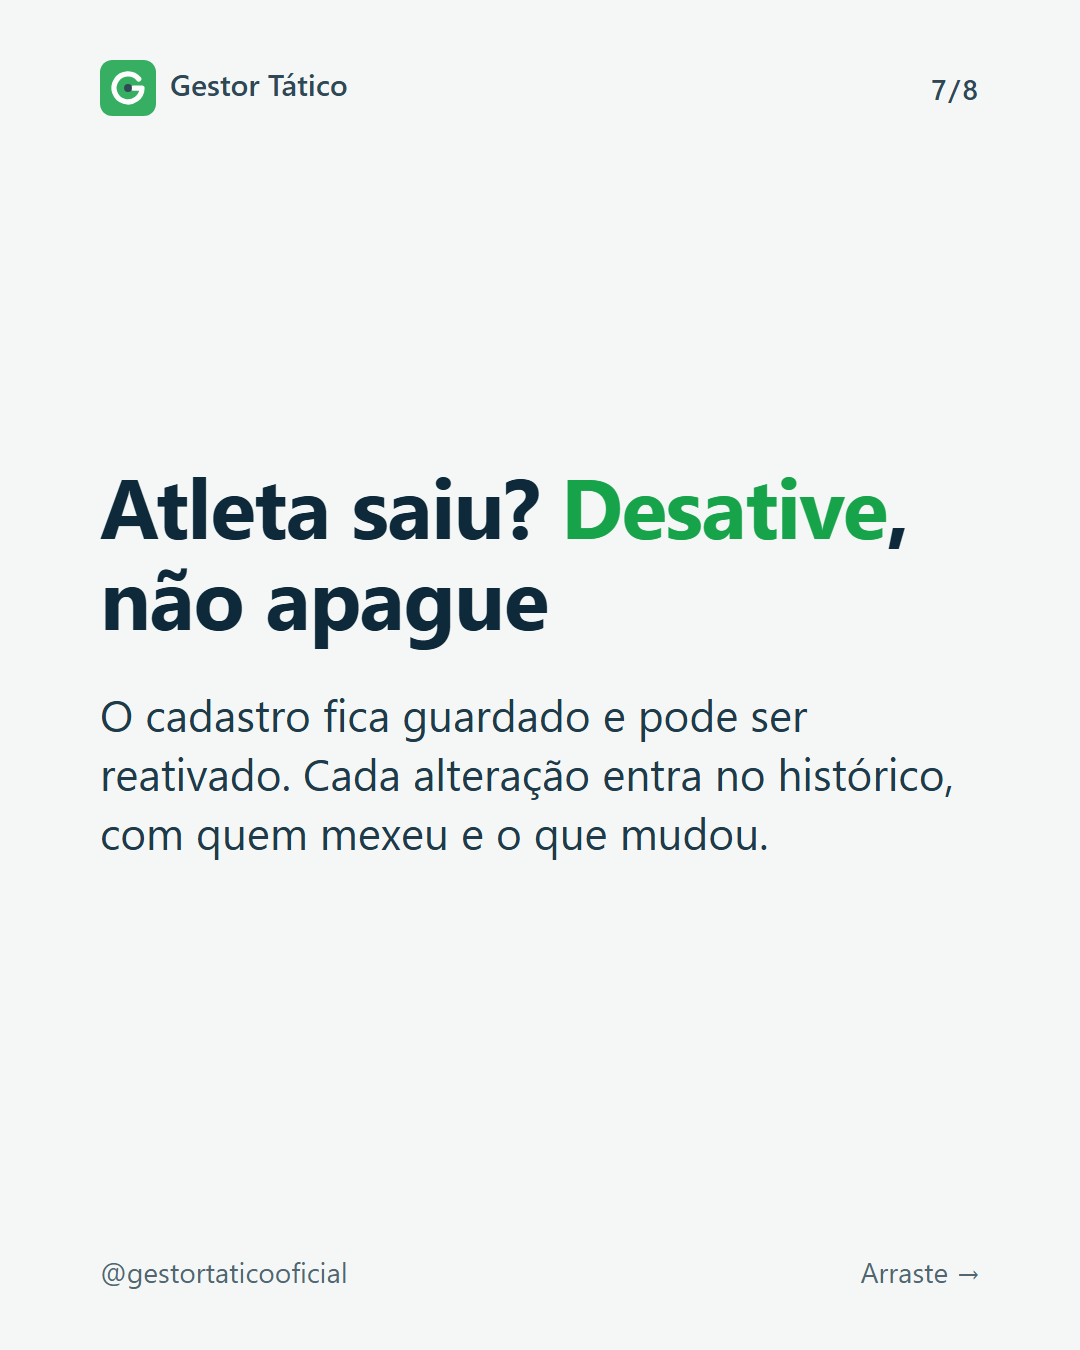 Gestor Tático
7/8
Atleta saiu? Desative,
não apague
O cadastro fica guardado e pode ser
reativado. Cada alteração entra no histórico,
com quem mexeu e o que mudou.
@gestortaticooficial
Arraste →